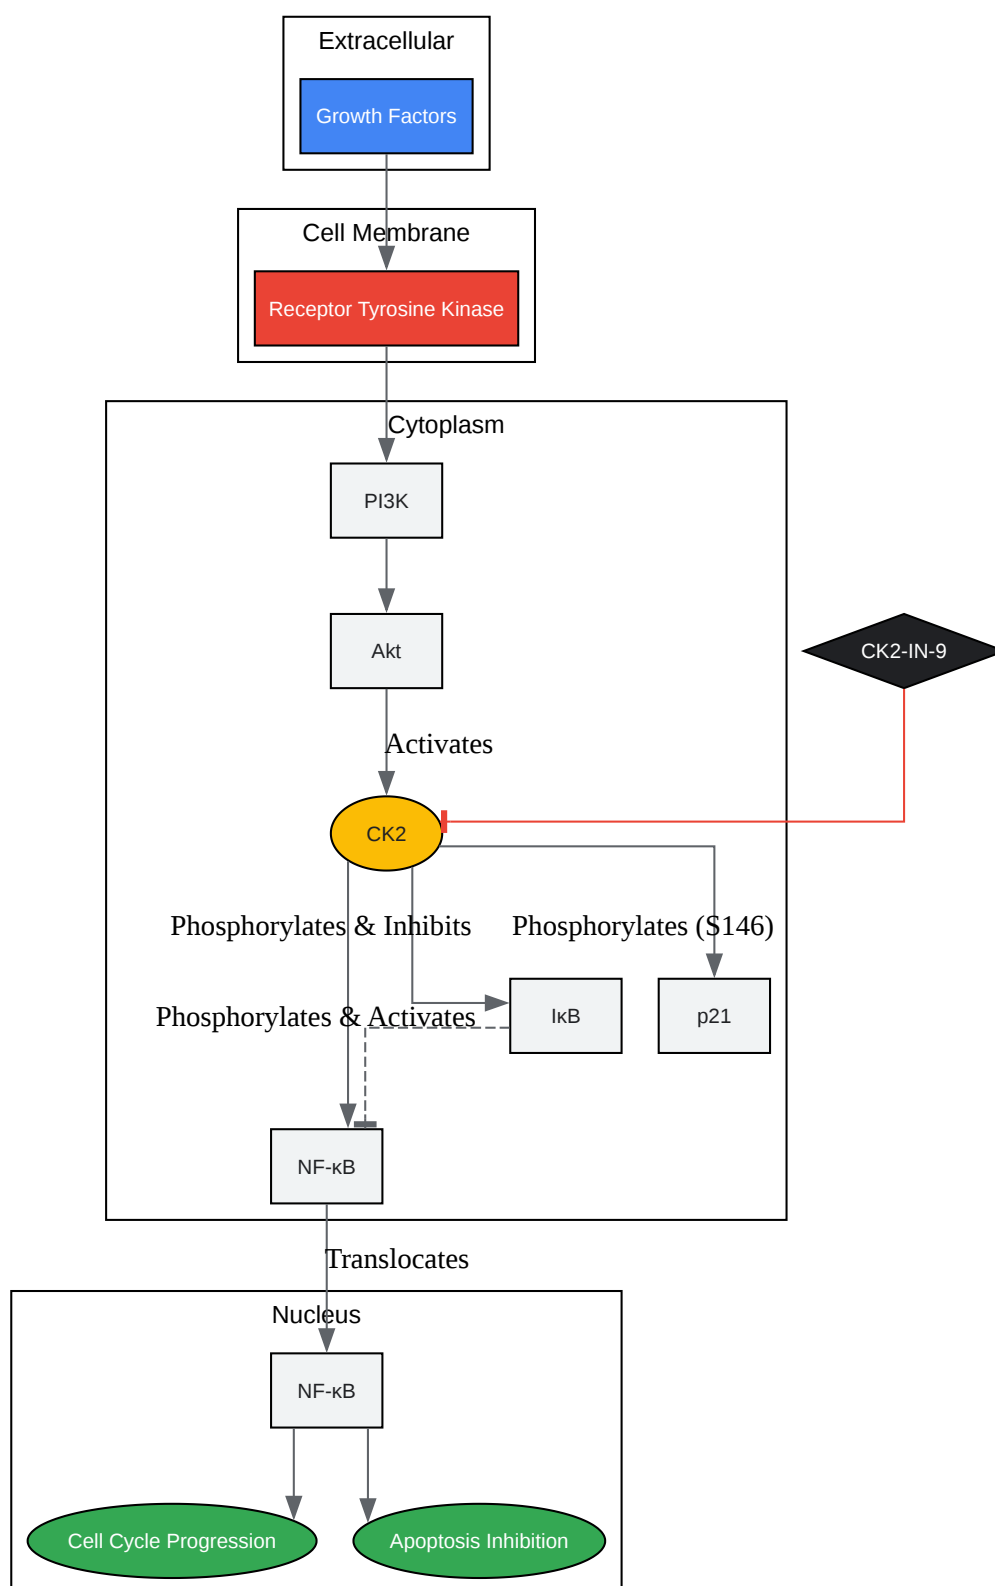 Extracellular
Growth Factors
Cell Membrane
Receptor Tyrosine Kinase
Cytoplasm
PI3K
Akt
CK2-IN-9
Activates
CK2
Phosphorylates & Inhibits
Phosphorylates (S146)
Phosphorylates & Activates
IκB
p21
NF-κB
Translocates
Nucleus
NF-κB
Cell Cycle Progression
Apoptosis Inhibition